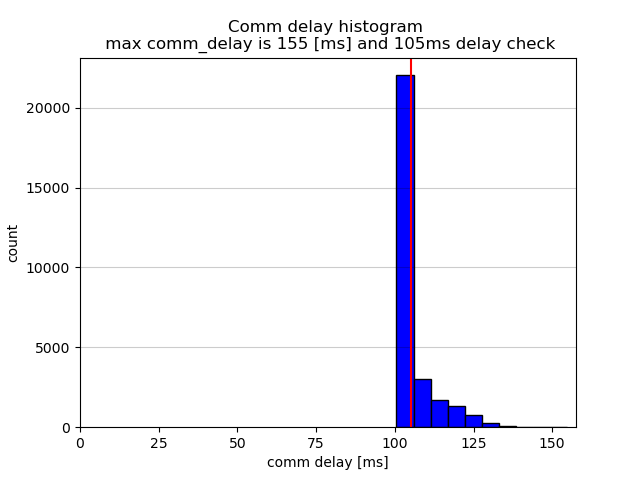 Comm delay histogram
max comm_delay is 155 [ms] and 105ms delay check
20000
15000
10000
5000
0
count
0 25 50 75 100 125 150
comm delay [ms]